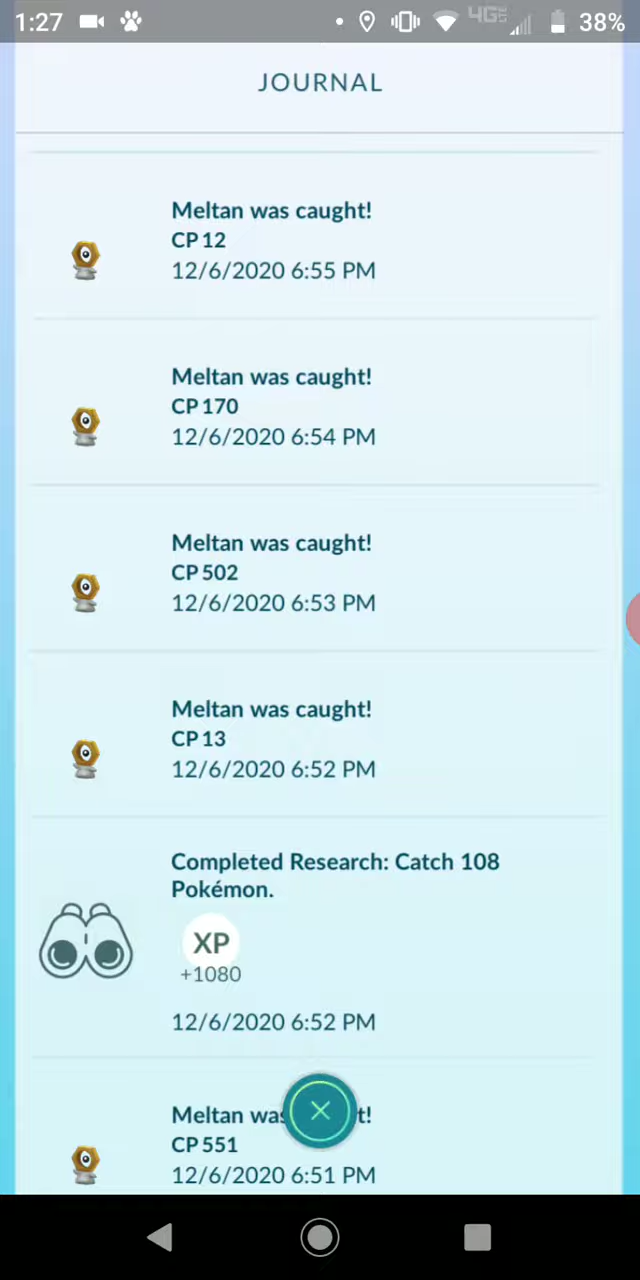 1:27
4G
38%
JOURNAL
Meltan was caught!
CP 12
12/6/2020 6:55 PM
Meltan was caught!
CP 170
12/6/2020 6:54 PM
Meltan was caught!
CP 502
12/6/2020 6:53 PM
Meltan was caught!
CP 13
12/6/2020 6:52 PM
Completed Research: Catch 108
Pokémon.
XP
+1080
12/6/2020 6:52 PM
Meltan was t!
CP 551
12/6/2020 6:51 PM